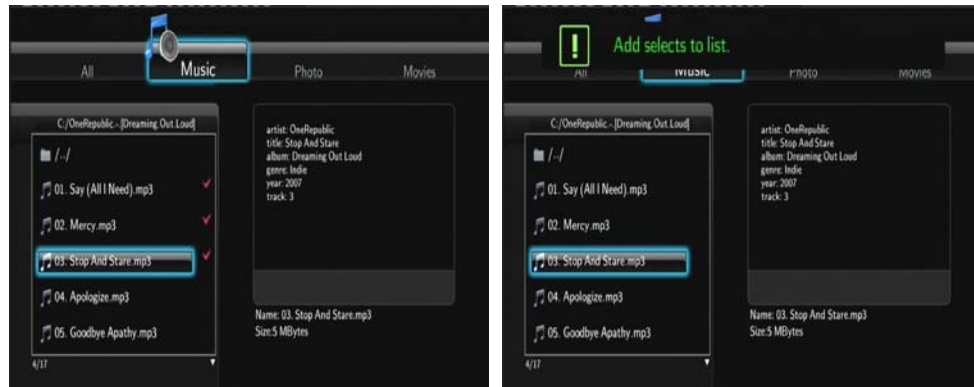 All
Music
Photo
Movies
C:/OneRepublic.-.[Dreaming.Out.Loud]
/../
01. Say (All I Need).mp3
02. Mercy.mp3
03. Stop And Stare.mp3
04. Apologize.mp3
05. Goodbye Apathy.mp3
4/17
artist: OneRepublic
title: Stop And Stare
album: Dreaming Out Loud
genre: Indie
year: 2007
track: 3
Name: 03. Stop And Stare.mp3
Size:5 MBytes
Add selects to list.
All
Music
Photo
Movies
C:/OneRepublic.-.[Dreaming.Out.Loud]
/../
01. Say (All I Need).mp3
02. Mercy.mp3
03. Stop And Stare.mp3
04. Apologize.mp3
05. Goodbye Apathy.mp3
4/17
artist: OneRepublic
title: Stop And Stare
album: Dreaming Out Loud
genre: Indie
year: 2007
track: 3
Name: 03. Stop And Stare.mp3
Size:5 MBytes